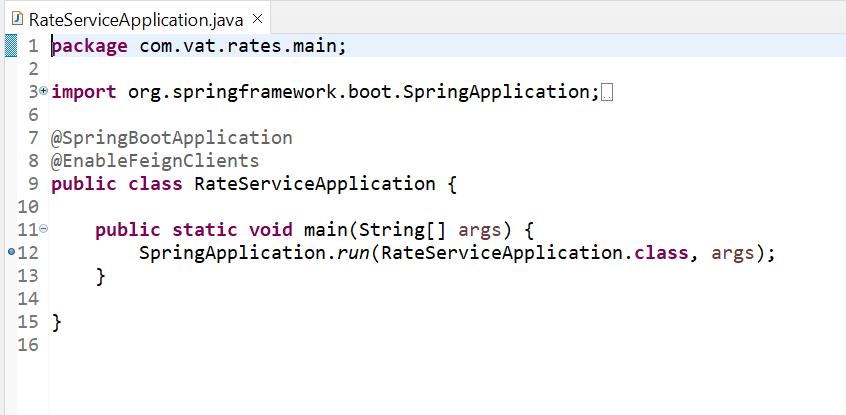 RateServiceApplication.java
1 package com.vat.rates.main;
2
3 import org.springframework.boot.SpringApplication;
6
7 @SpringBootApplication
8 @EnableFeignClients
9 public class RateServiceApplication {
10
11     public static void main(String[] args) {
12         SpringApplication.run(RateServiceApplication.class, args);
13     }
14
15 }
16